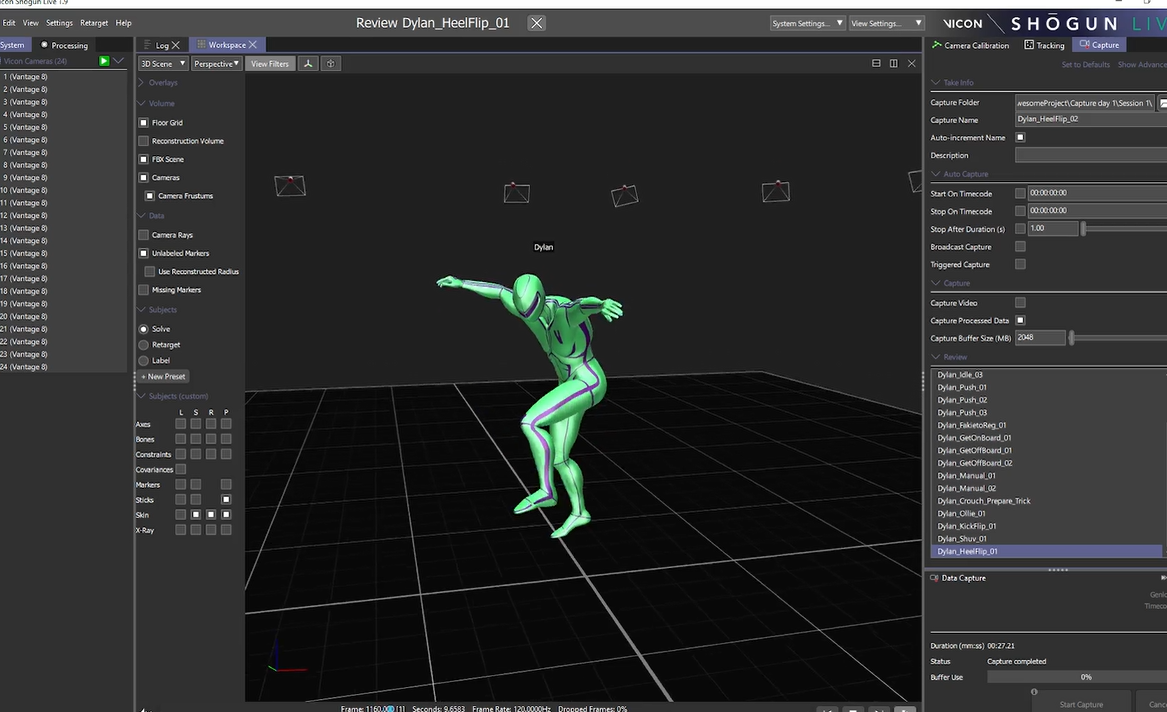 Vicon Shogun Live 1.9
Edit View Settings Retarget Help
Review Dylan_HeelFlip_01
System Settings...
View Settings...
VICON
SHŌGUN LIV
System
Processing
Log
Workspace
Camera Calibration
Tracking
Capture
Vicon Cameras (24)
3D Scene
Perspective
View Filters
Set to Defaults
Show Advance
1 (Vantage 8)
2 (Vantage 8)
3 (Vantage 8)
4 (Vantage 8)
5 (Vantage 8)
6 (Vantage 8)
7 (Vantage 8)
8 (Vantage 8)
9 (Vantage 8)
10 (Vantage 8)
11 (Vantage 8)
12 (Vantage 8)
13 (Vantage 8)
14 (Vantage 8)
15 (Vantage 8)
16 (Vantage 8)
17 (Vantage 8)
18 (Vantage 8)
19 (Vantage 8)
20 (Vantage 8)
21 (Vantage 8)
22 (Vantage 8)
23 (Vantage 8)
24 (Vantage 8)
Overlays
Volume
Floor Grid
Reconstruction Volume
FBX Scene
Cameras
Camera Frustums
Data
Camera Rays
Unlabeled Markers
Use Reconstructed Radius
Missing Markers
Subjects
Solve
Retarget
Label
+ New Preset
Subjects (custom)
L S R P
Axes
Bones
Constraints
Covariances
Markers
Sticks
Skin
X-Ray
Dylan
Frame: 1160.000 [1] Seconds: 9.6583 Frame Rate: 120.0000Hz Dropped Frames: 0%
Take Info
Capture Folder wesomeProject\Capture day 1\Session 1\
Capture Name Dylan_HeelFlip_02
Auto-increment Name
Description
Auto Capture
Start On Timecode 00:00:00:00
Stop On Timecode 00:00:00:00
Stop After Duration (s) 1.00
Broadcast Capture
Triggered Capture
Capture
Capture Video
Capture Processed Data
Capture Buffer Size (MB) 2048
Review
Dylan_Idle_03
Dylan_Push_01
Dylan_Push_02
Dylan_Push_03
Dylan_FakietoReg_01
Dylan_GetOnBoard_01
Dylan_GetOffBoard_01
Dylan_GetOffBoard_02
Dylan_Manual_01
Dylan_Manual_02
Dylan_Crouch_Prepare_Trick
Dylan_Ollie_01
Dylan_KickFlip_01
Dylan_Shuv_01
Dylan_HeelFlip_01
Data Capture
Genlo
Timeco
Duration (mm:ss) 00:27.21
Status Capture completed
Buffer Use 0%
Start Capture
Cance